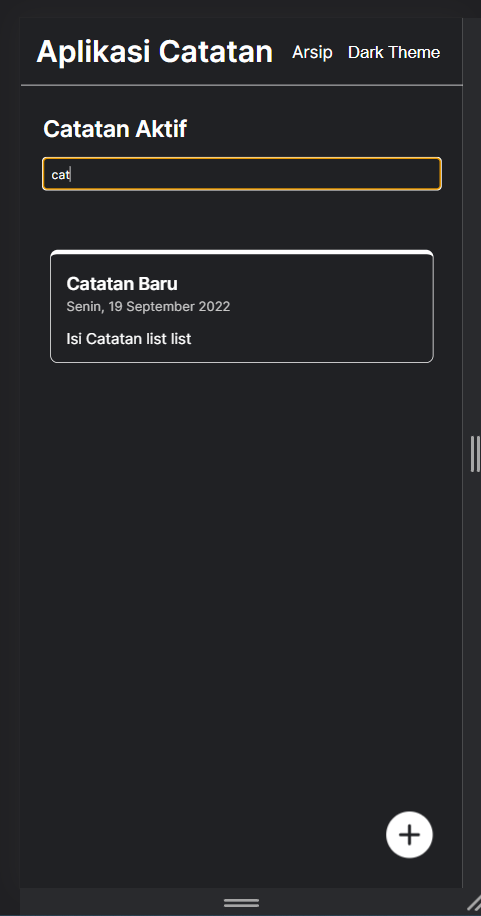 Aplikasi Catatan Arsip Dark Theme
Catatan Aktif
cat
Catatan Baru
Senin, 19 September 2022
Isi Catatan list list